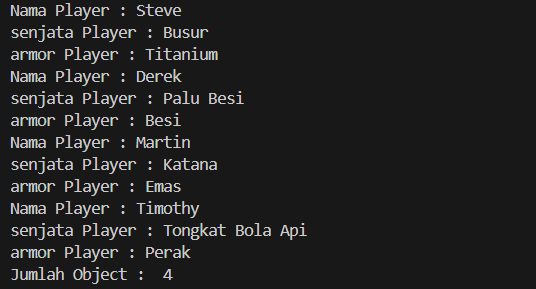 Nama Player : Steve
senjata Player : Busur
armor Player : Titanium
Nama Player : Derek
senjata Player : Palu Besi
armor Player : Besi
Nama Player : Martin
senjata Player : Katana
armor Player : Emas
Nama Player : Timothy
senjata Player : Tongkat Bola Api
armor Player : Perak
Jumlah Object :  4